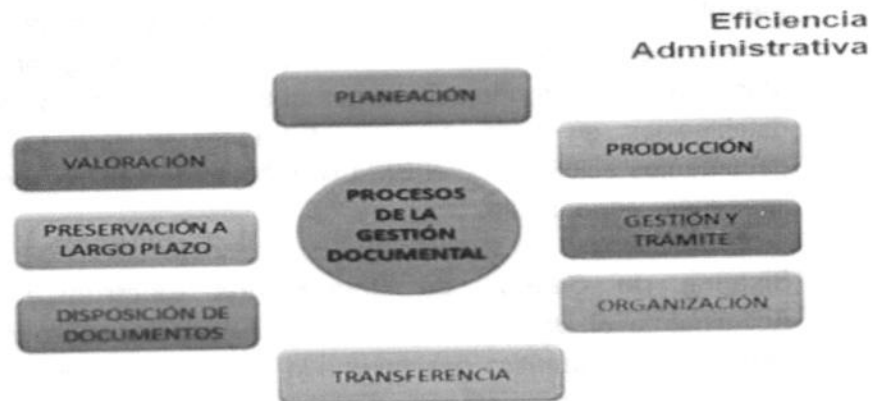 Eficiencia
Administrativa
PLANEACIÓN
PRODUCCIÓN
GESTIÓN Y
TRÁMITE
ORGANIZACIÓN
TRANSFERENCIA
DISPOSICIÓN DE
DOCUMENTOS
PRESERVACIÓN A
LARGO PLAZO
VALORACIÓN
PROCESOS
DE LA
GESTIÓN
DOCUMENTAL